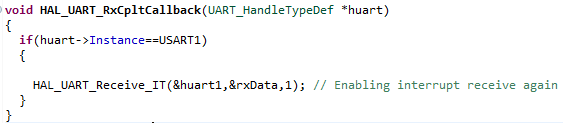 void HAL_UART_RxCpltCallback(UART_HandleTypeDef *huart)
{
if(huart->Instance==USART1)
{
HAL_UART_Receive_IT(&huart1,&rxData,1); // Enabling interrupt receive again
}
}